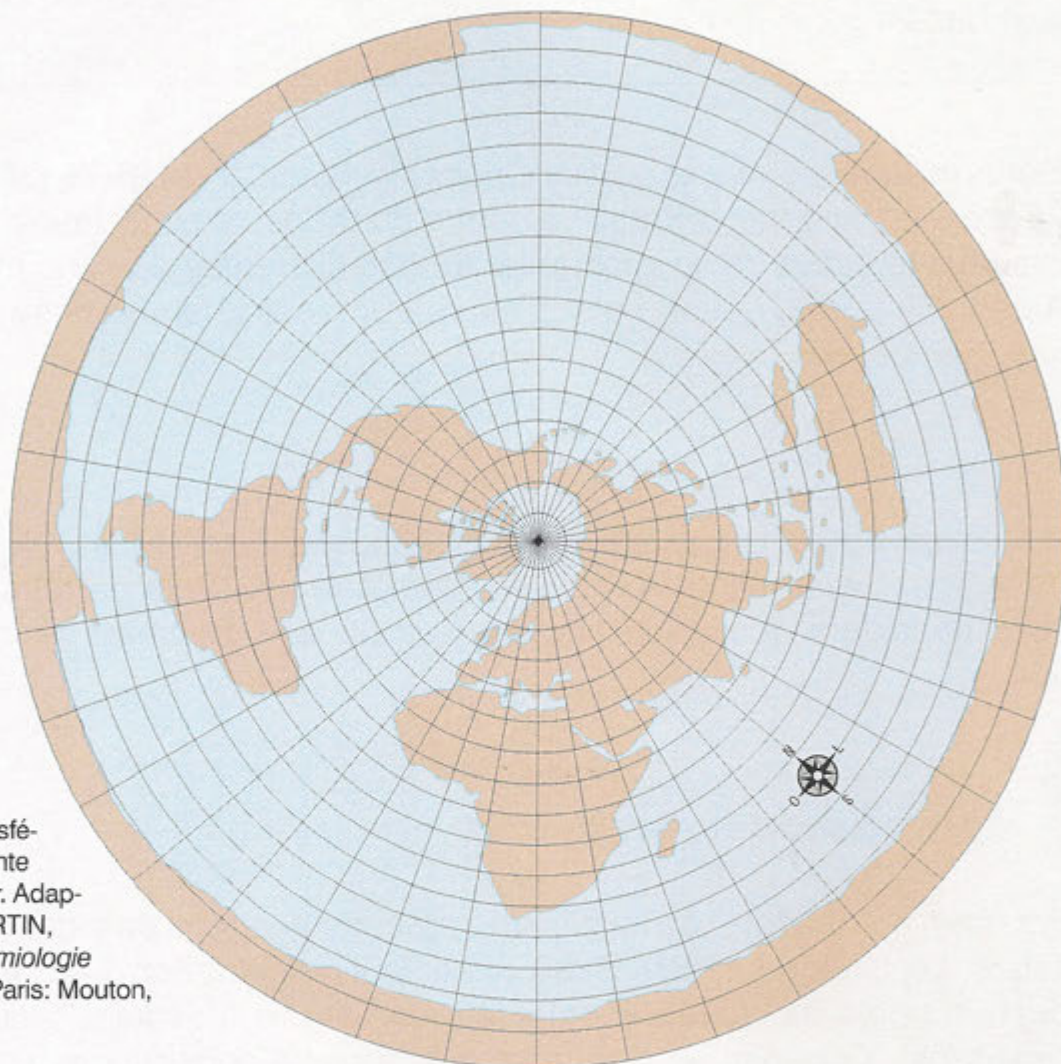 sfé-
nte
r. Adap-
RTIN,
miologie
Paris: Mouton,
N
L
O
S